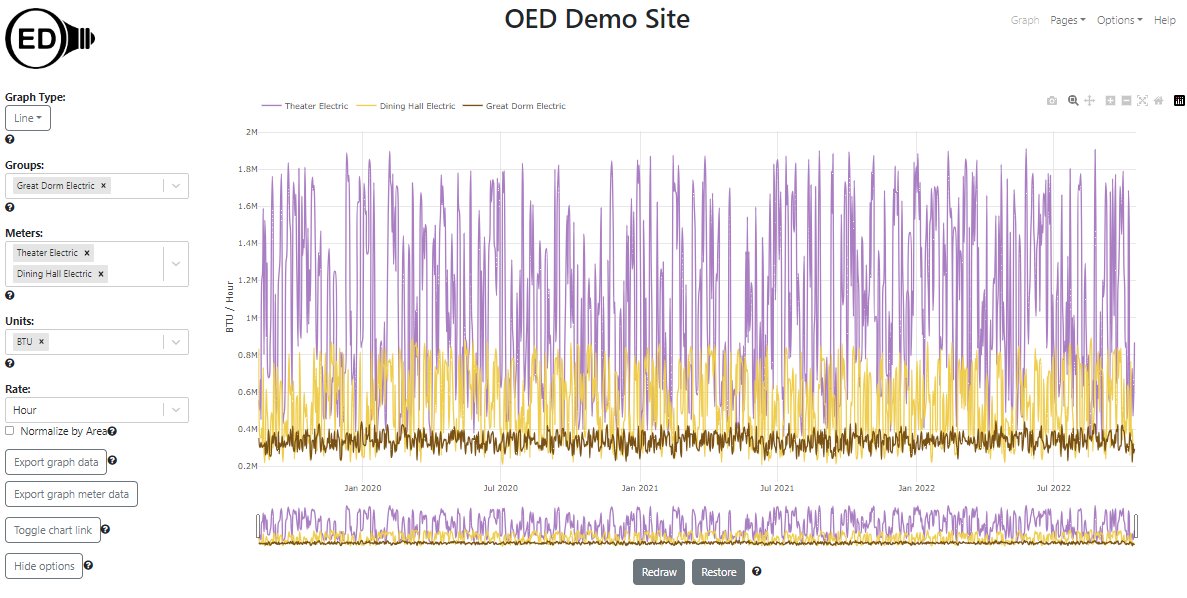 OED Demo Site
ED
Graph Pages Options Help
Graph Type:
Line
Groups:
Great Dorm Electric ×
Meters:
Theater Electric ×
Dining Hall Electric ×
Units:
BTU ×
Rate:
Hour
Normalize by Area
Export graph data
Export graph meter data
Toggle chart link
Hide options
Theater Electric Dining Hall Electric Great Dorm Electric
BTU / Hour
2M
1.8M
1.6M
1.4M
1.2M
1M
0.8M
0.6M
0.4M
0.2M
Jan 2020 Jul 2020 Jan 2021 Jul 2021 Jan 2022 Jul 2022
Redraw Restore